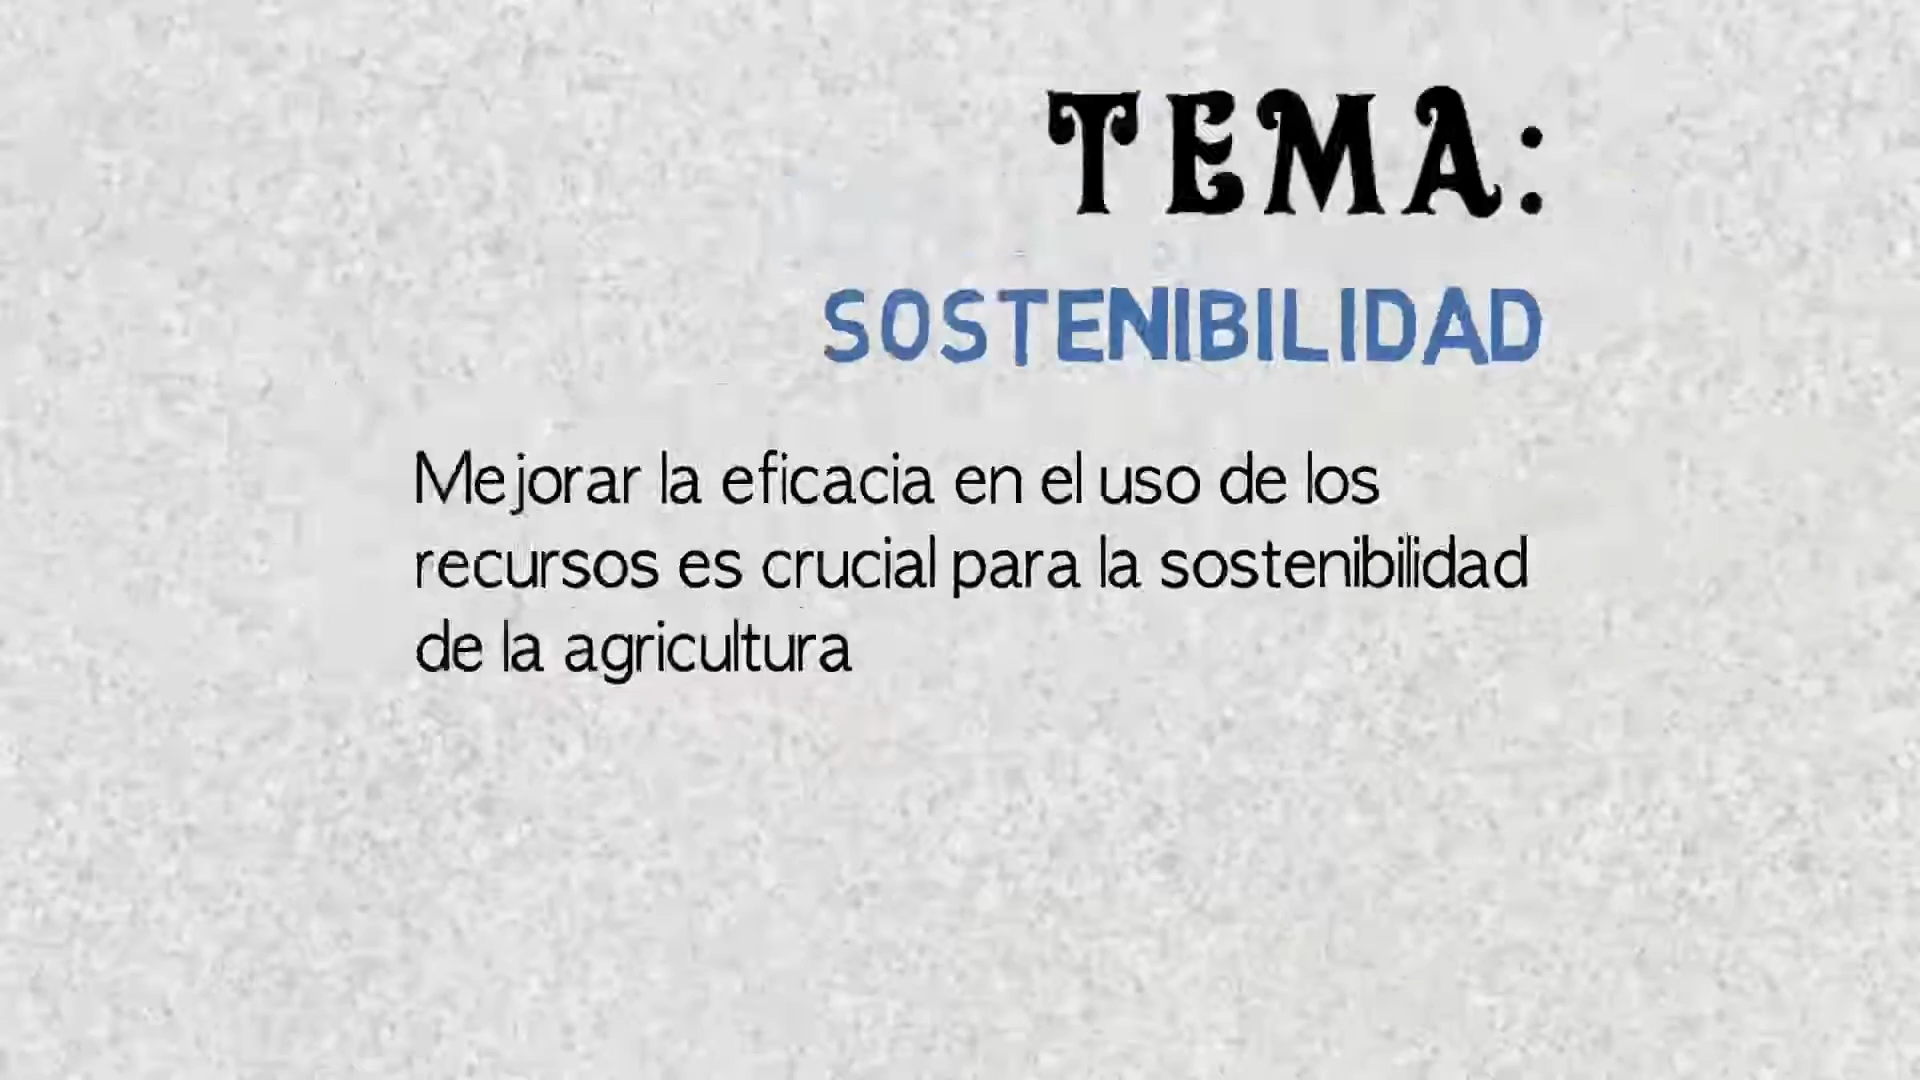 TEMA:
SOSTENIBILIDAD
Mejorar la eficacia en el uso de los
recursos es crucial para la sostenibilidad
de la agricultura